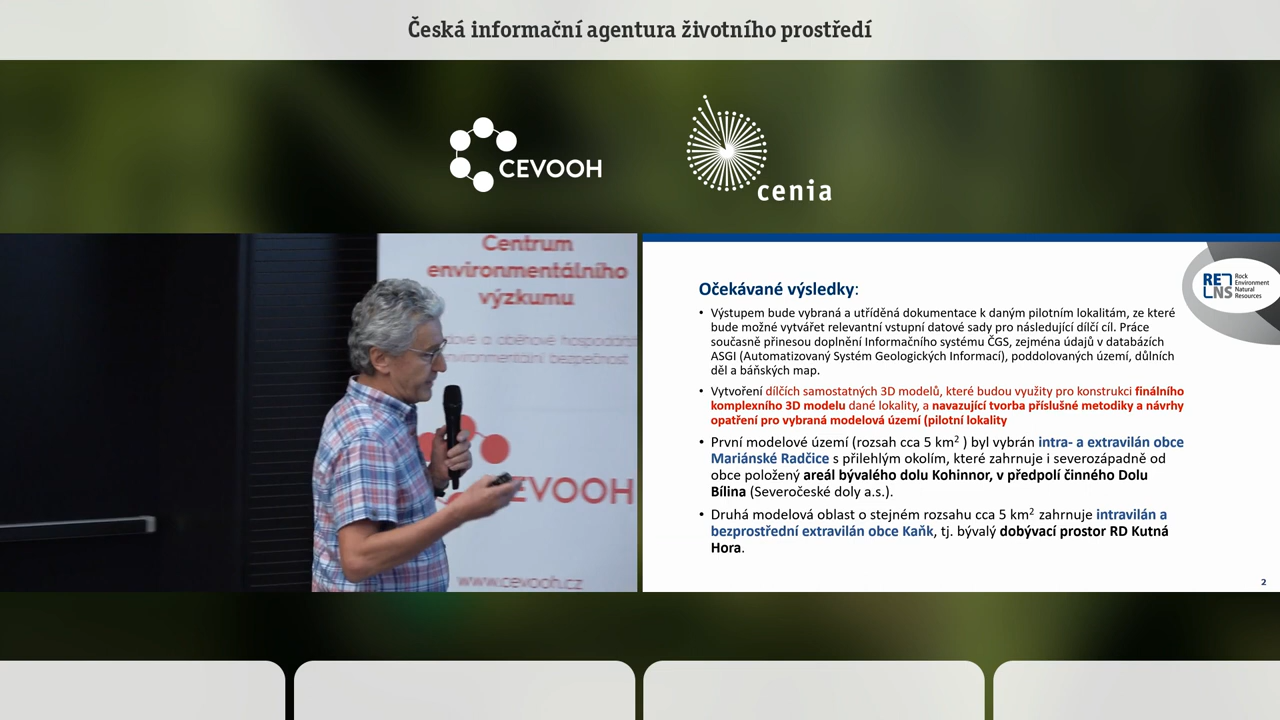 Česká informační agentura životního prostředí
CEVOOH
cenia
Centrum
environmentálního
výzkumu
a oběhové hospodářs
nvironmentální bezpečnost
EVOOH
www.cevooh.cz
RENS
Rock
Environment
Natural
Resources
Očekávané výsledky:
• Výstupem bude vybraná a utříděná dokumentace k daným pilotním lokalitám, ze které
bude možné vytvářet relevantní vstupní datové sady pro následující dílčí cíl. Práce
současně přinesou doplnění Informačního systému ČGS, zejména údajů v databázích
ASGI (Automatizovaný Systém Geologických Informací), poddolovaných území, důlních
děl a báňských map.
• Vytvoření dílčích samostatných 3D modelů, které budou využity pro konstrukci finálního
komplexního 3D modelu dané lokality, a navazující tvorba příslušné metodiky a návrhy
opatření pro vybraná modelová území (pilotní lokality
• První modelové území (rozsah cca 5 km² ) byl vybrán intra- a extravilán obce
Mariánské Radčice s přilehlým okolím, které zahrnuje i severozápadně od
obce položený areál bývalého dolu Kohinnor, v předpolí činného Dolu
Bílina (Severočeské doly a.s.).
• Druhá modelová oblast o stejném rozsahu cca 5 km² zahrnuje intravilán a
bezprostřední extravilán obce Kaňk, tj. bývalý dobývací prostor RD Kutná
Hora.
2